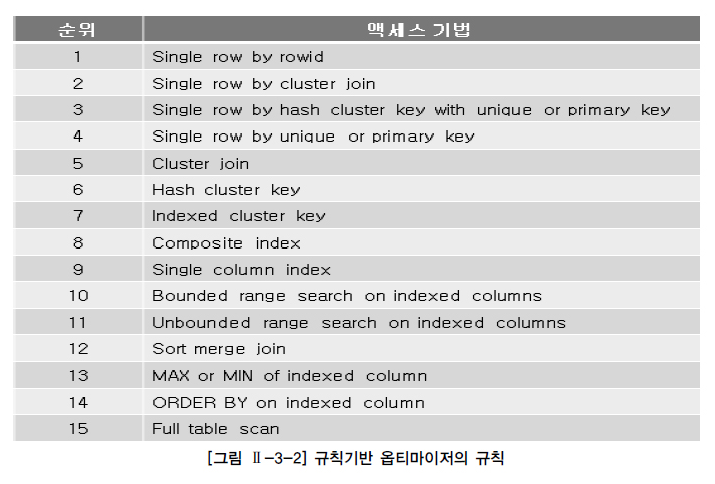 순위 액세스 기법
1 Single row by rowid
2 Single row by cluster join
3 Single row by hash cluster key with unique or primary key
4 Single row by unique or primary key
5 Cluster join
6 Hash cluster key
7 Indexed cluster key
8 Composite index
9 Single column index
10 Bounded range search on indexed columns
11 Unbounded range search on indexed columns
12 Sort merge join
13 MAX or MIN of indexed column
14 ORDER BY on indexed column
15 Full table scan
[그림 Ⅱ-3-2] 규칙기반 옵티마이저의 규칙